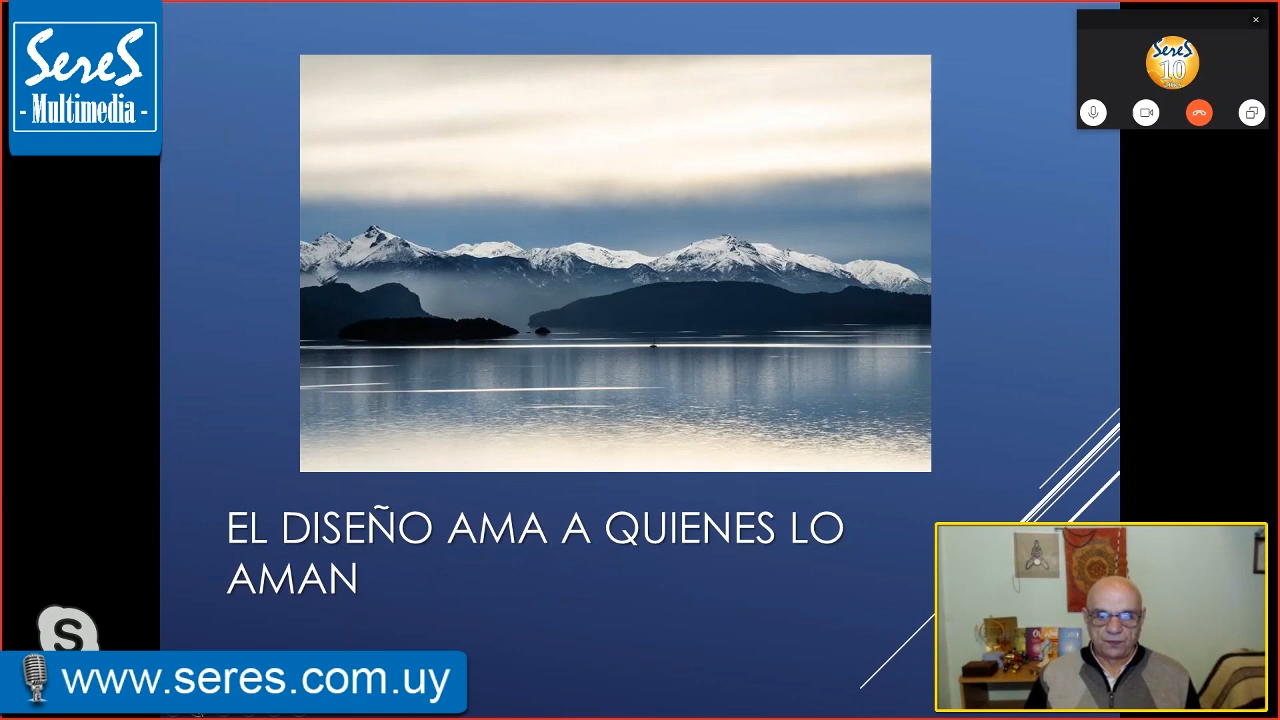 SereS
- Multimedia -
SereS
10
EL DISEÑO AMA A QUIENES LO
AMAN
S
www.seres.com.uy